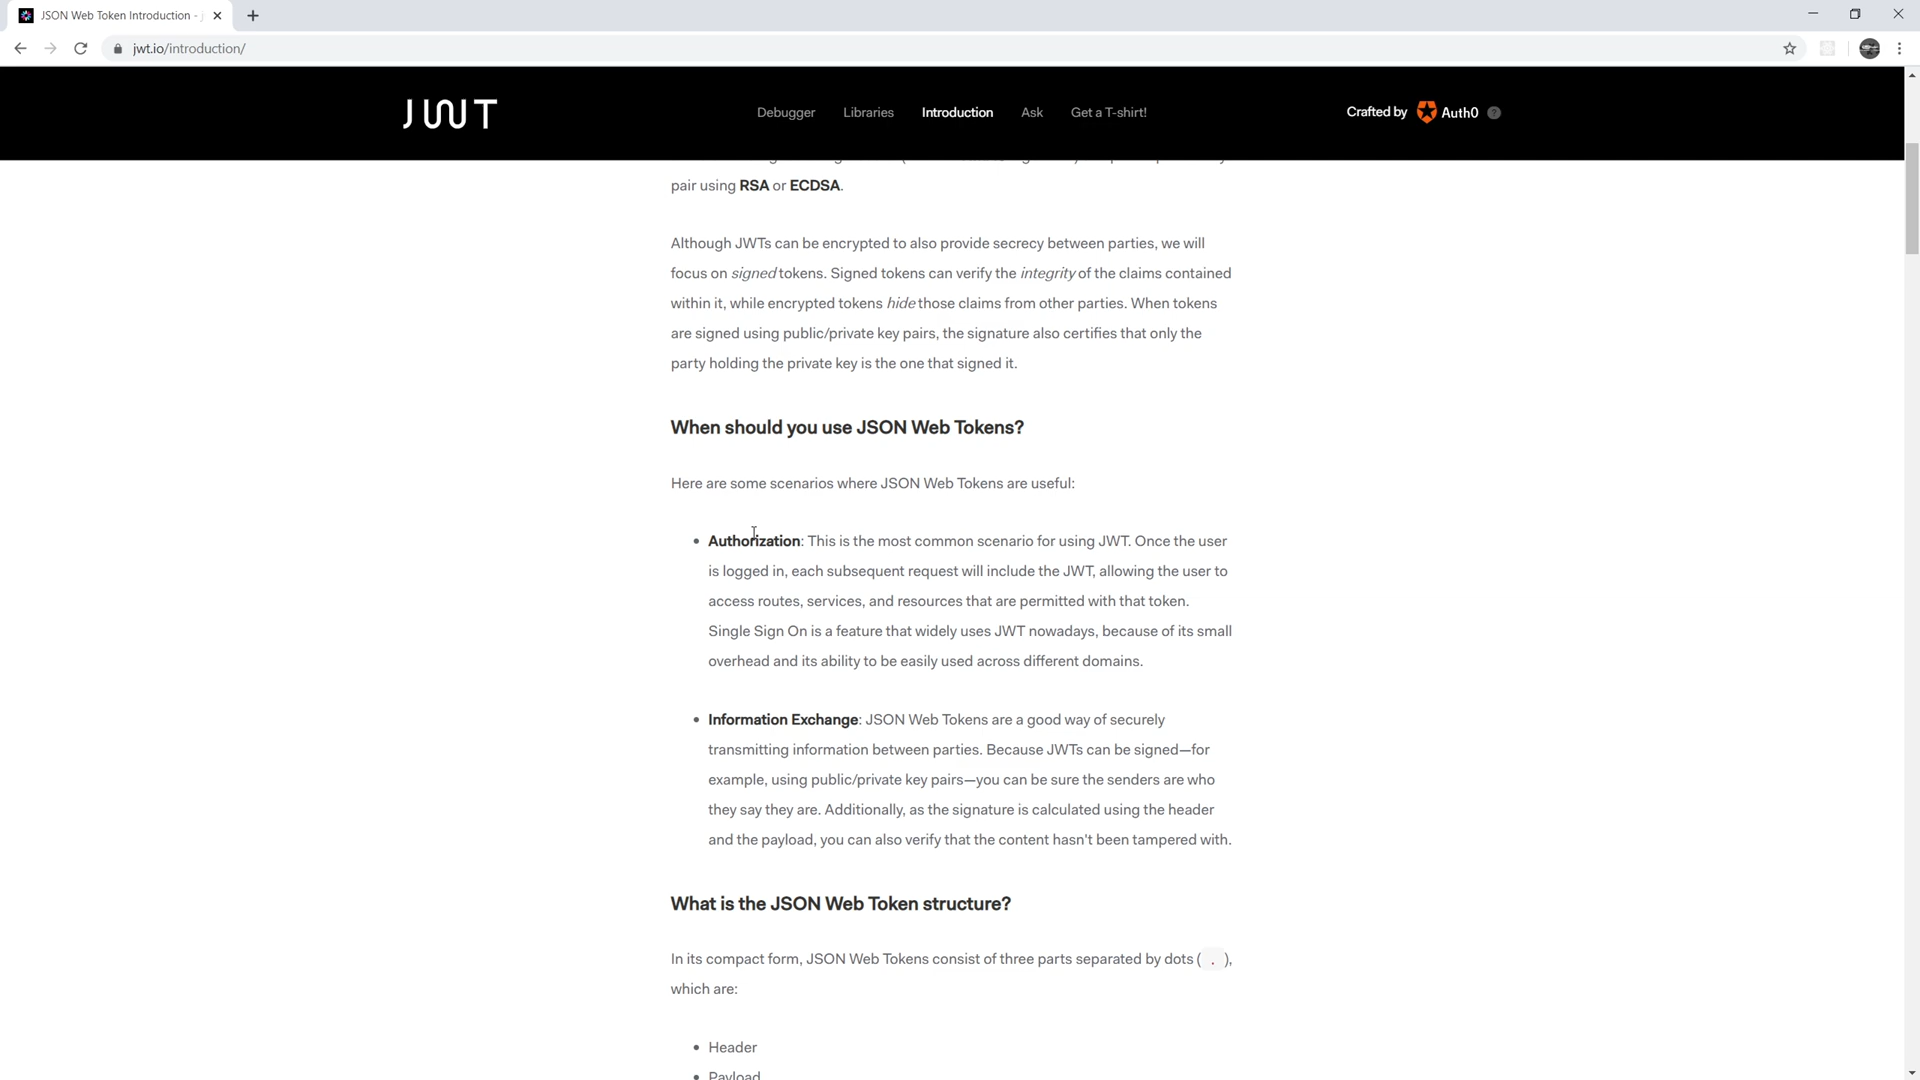 JSON Web Token Introduction - j
jwt.io/introduction/
JWT
Debugger
Libraries
Introduction
Ask
Get a T-shirt!
Crafted by
Auth0
?
pair using RSA or ECDSA.
Although JWTs can be encrypted to also provide secrecy between parties, we will
focus on signed tokens. Signed tokens can verify the integrity of the claims contained
within it, while encrypted tokens hide those claims from other parties. When tokens
are signed using public/private key pairs, the signature also certifies that only the
party holding the private key is the one that signed it.
When should you use JSON Web Tokens?
Here are some scenarios where JSON Web Tokens are useful:
• Authorization: This is the most common scenario for using JWT. Once the user
is logged in, each subsequent request will include the JWT, allowing the user to
access routes, services, and resources that are permitted with that token.
Single Sign On is a feature that widely uses JWT nowadays, because of its small
overhead and its ability to be easily used across different domains.
• Information Exchange: JSON Web Tokens are a good way of securely
transmitting information between parties. Because JWTs can be signed—for
example, using public/private key pairs—you can be sure the senders are who
they say they are. Additionally, as the signature is calculated using the header
and the payload, you can also verify that the content hasn't been tampered with.
What is the JSON Web Token structure?
In its compact form, JSON Web Tokens consist of three parts separated by dots ( . ),
which are:
• Header
• Payload